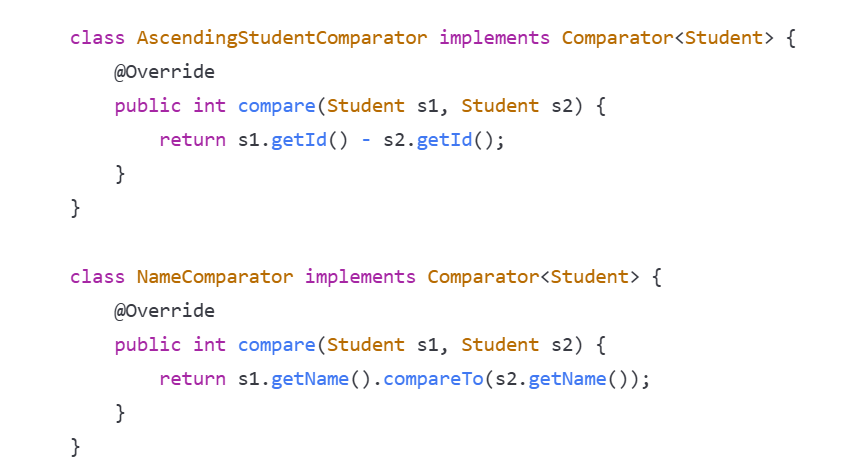 class AscendingStudentComparator implements Comparator<Student> {
    @Override
    public int compare(Student s1, Student s2) {
        return s1.getId() - s2.getId();
    }
}

class NameComparator implements Comparator<Student> {
    @Override
    public int compare(Student s1, Student s2) {
        return s1.getName().compareTo(s2.getName());
    }
}